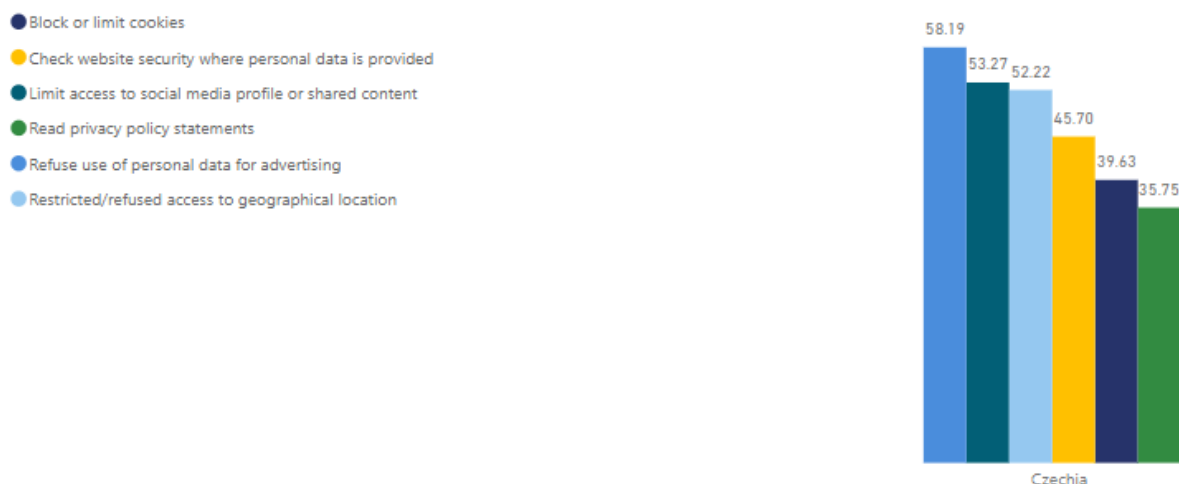 Block or limit cookies
Check website security where personal data is provided
Limit access to social media profile or shared content
Read privacy policy statements
Refuse use of personal data for advertising
Restricted/refused access to geographical location
58.19
53.27
52.22
45.70
39.63
35.75
Czechia